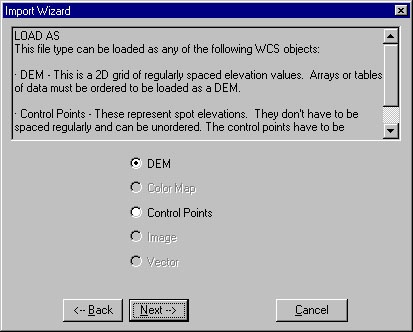 Import Wizard
LOAD AS
This file type can be loaded as any of the following WCS objects:
· DEM - This is a 2D grid of regularly spaced elevation values.  Arrays or tables
of data must be ordered to be loaded as a DEM.
· Control Points - These represent spot elevations.  They don't have to be
spaced regularly and can be unordered. The control points have to be
DEM
Color Map
Control Points
Image
Vector
<-- Back
Next -->
Cancel